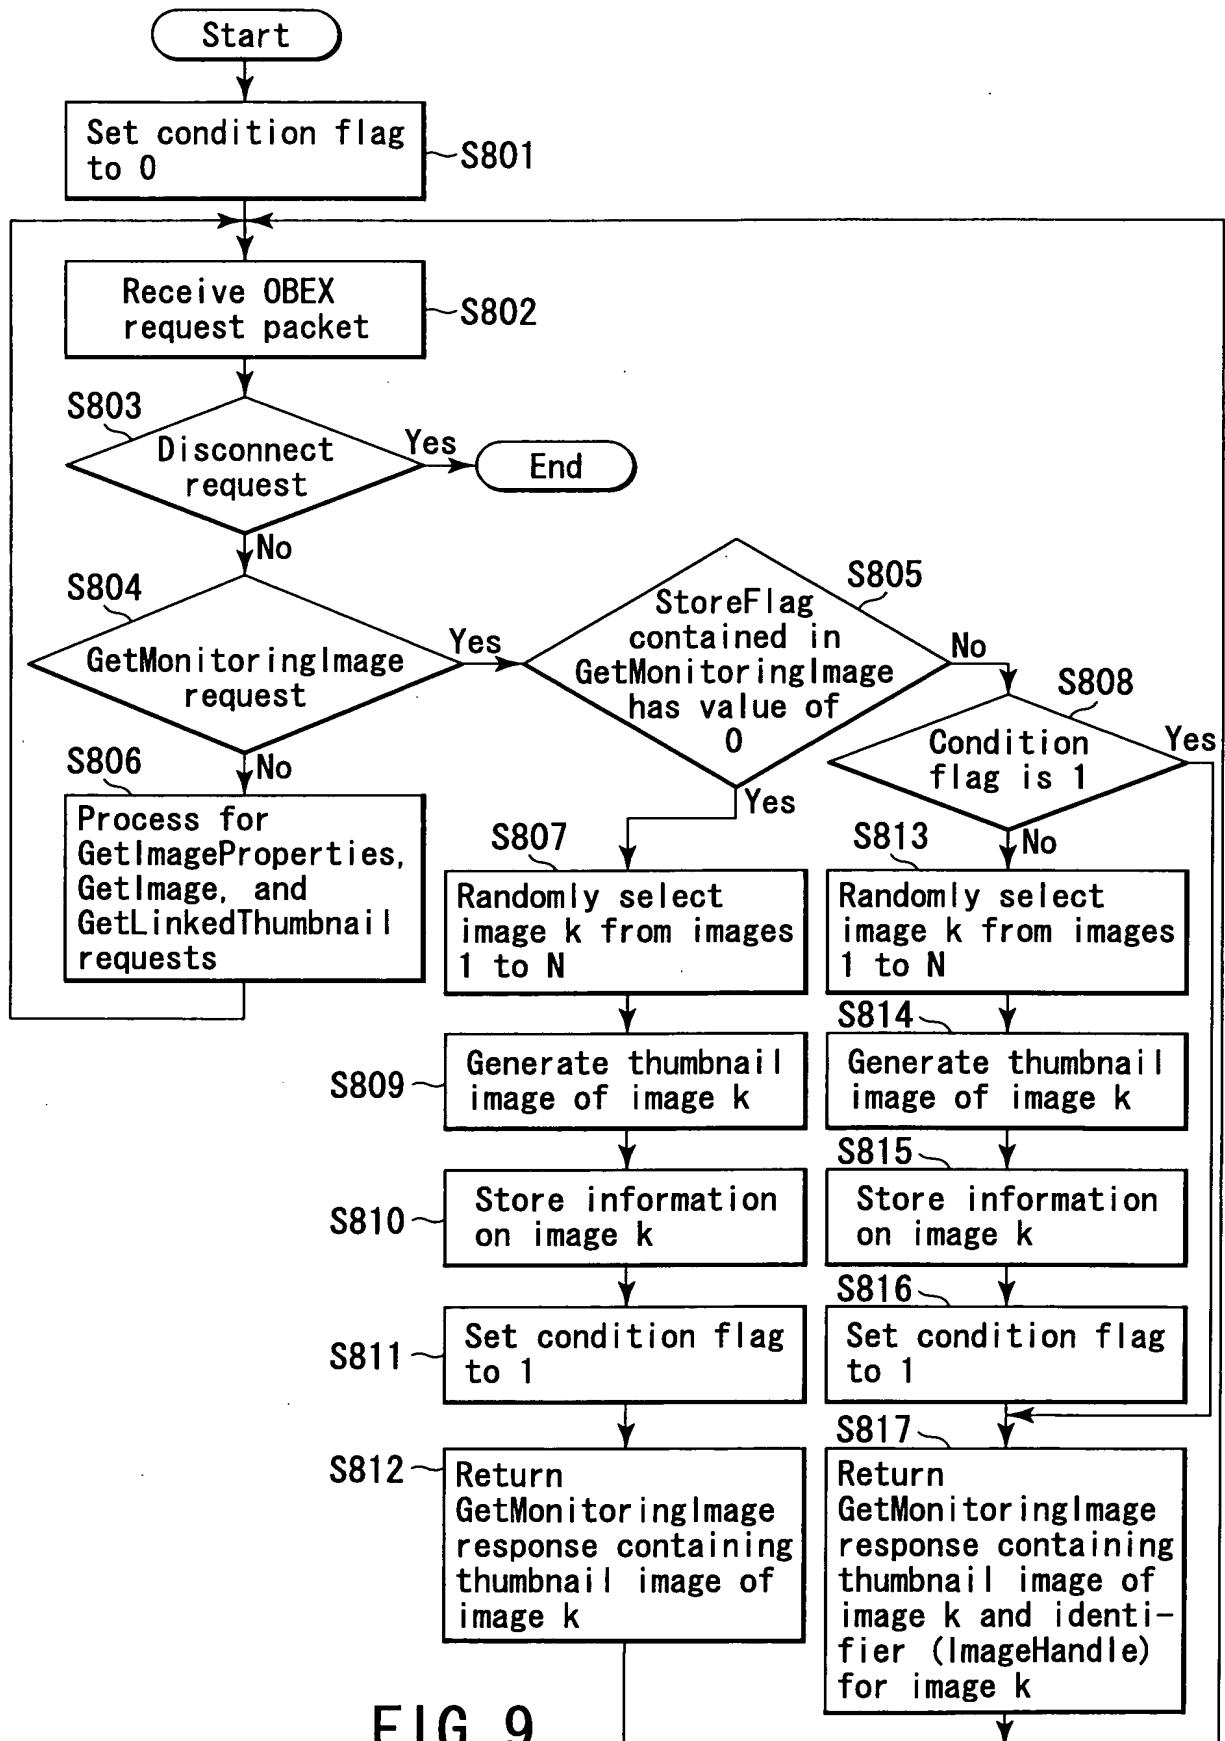 Start
Set condition flag
to 0
S801
Receive OBEX
request packet
S802
S803
Disconnect
request
Yes
End
No
S804
GetMonitoringImage
request
Yes
S805
StoreFlag
contained in
GetMonitoringImage
has value of
0
No
S808
Condition
flag is 1
Yes
No
S806
Process for
GetImageProperties,
GetImage, and
GetLinkedThumbnail
requests
Yes
No
S807
Randomly select
image k from images
1 to N
S813
Randomly select
image k from images
1 to N
S809
Generate thumbnail
image of image k
S814
Generate thumbnail
image of image k
S810
Store information
on image k
S815
Store information
on image k
S811
Set condition flag
to 1
S816
Set condition flag
to 1
S812
Return
GetMonitoringImage
response containing
thumbnail image of
image k
S817
Return
GetMonitoringImage
response containing
thumbnail image of
image k and identi-
fier (ImageHandle)
for image k
FIG. 9